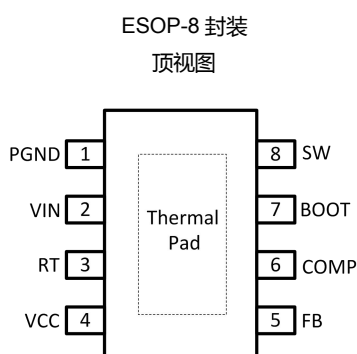 ESOP-8 封装
顶视图
PGND 1
8 SW
VIN 2
7 BOOT
Thermal
Pad
RT 3
6 COMP
VCC 4
5 FB